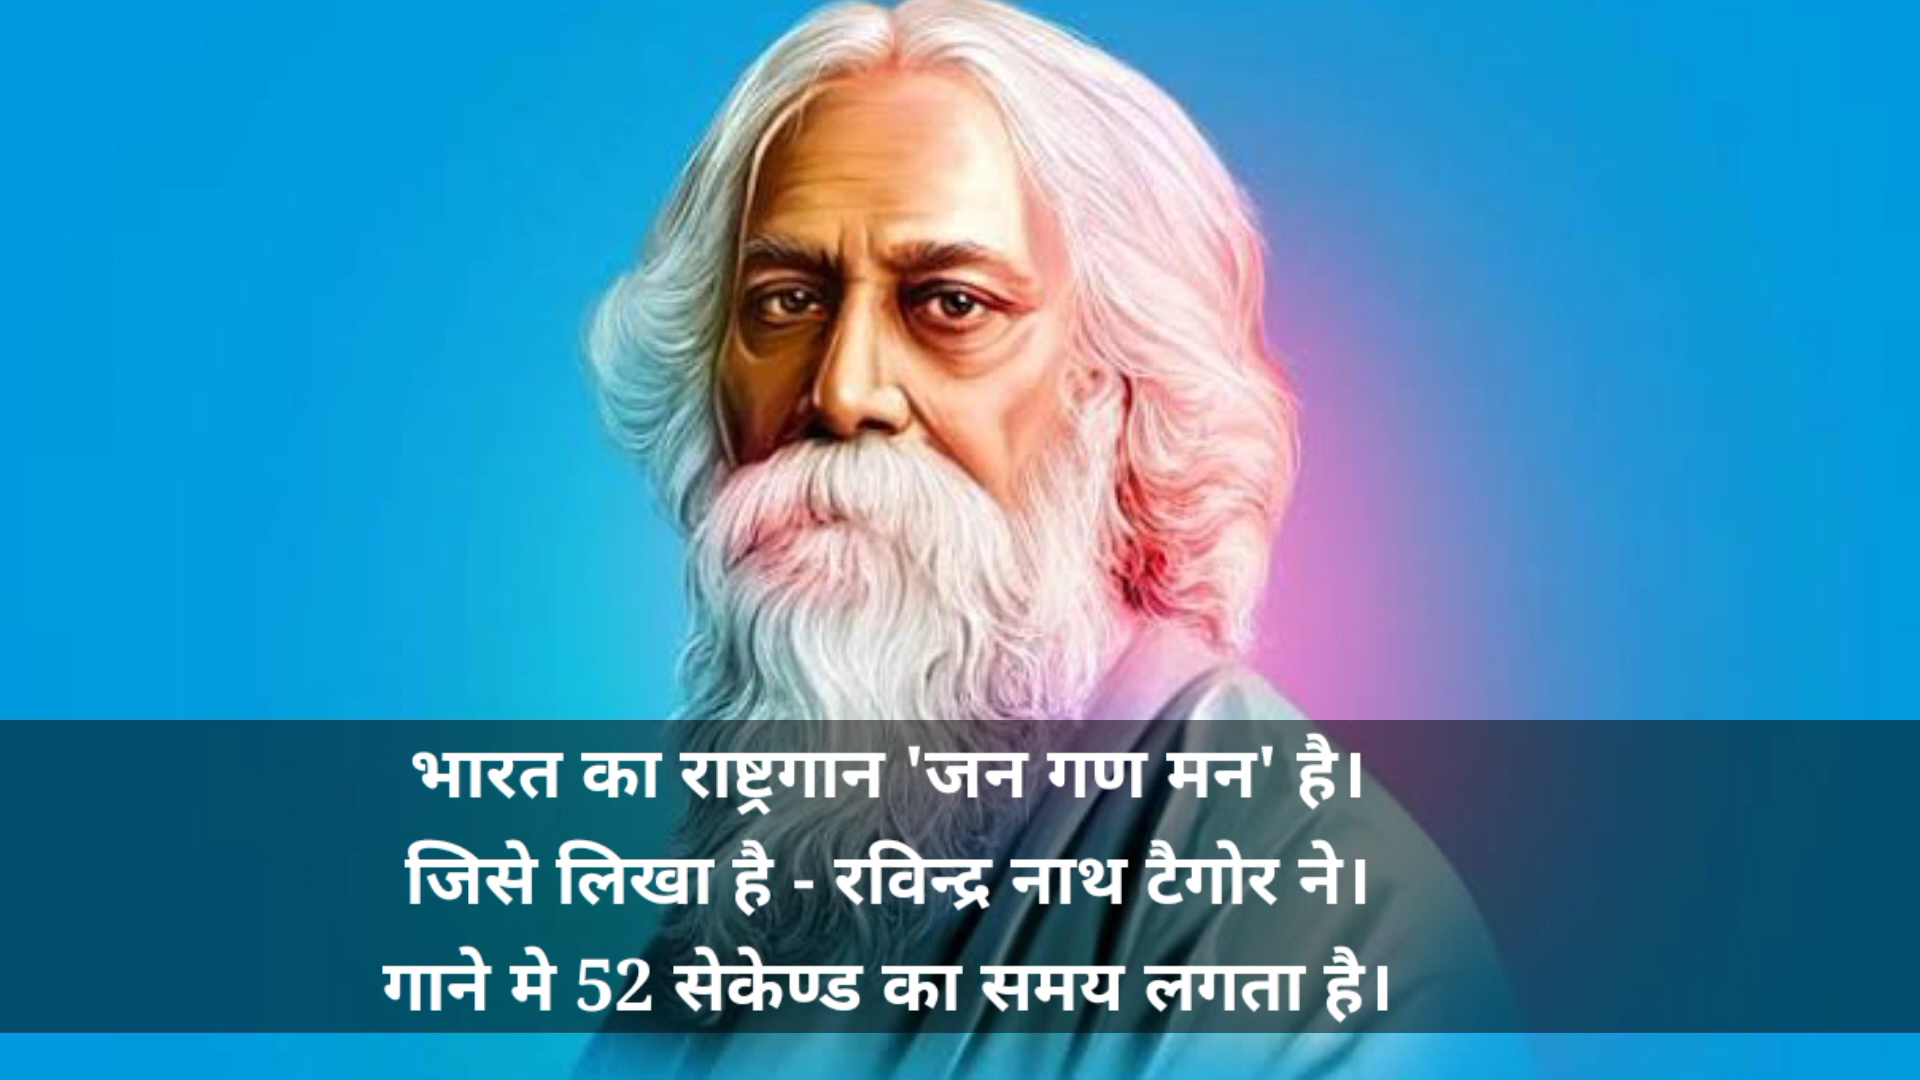 भारत का राष्ट्रगान 'जन गण मन' है।
जिसे लिखा है - रविन्द्र नाथ टैगोर ने।
गाने मे 52 सेकेण्ड का समय लगता है।